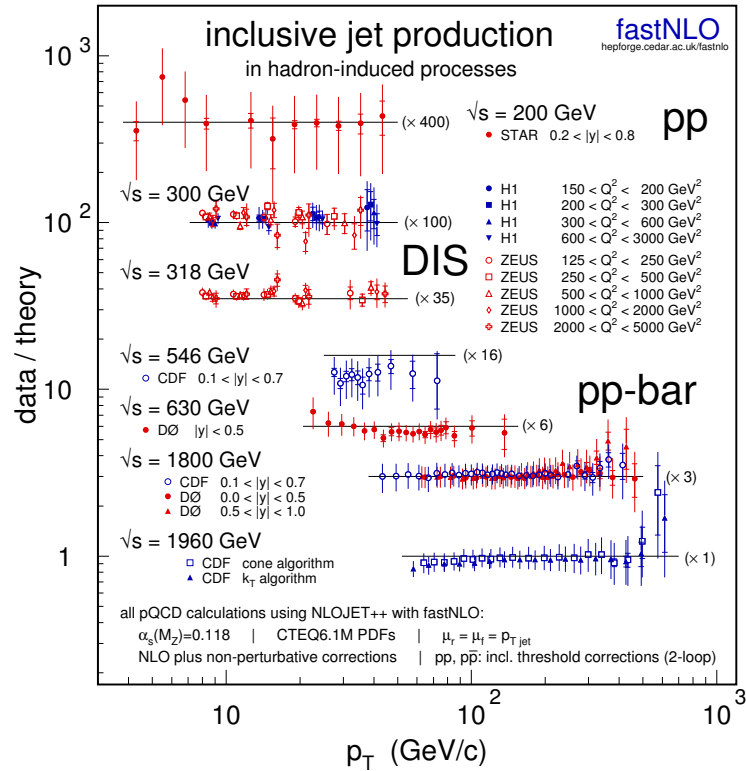 inclusive jet production
in hadron-induced processes
fastNLO
hepforge.cedar.ac.uk/fastnlo
10³
(× 400)
√s = 200 GeV
pp
STAR 0.2 < |y| < 0.8
√s = 300 GeV
10²
(× 100)
DIS
H1 150 < Q² < 200 GeV²
H1 200 < Q² < 300 GeV²
H1 300 < Q² < 600 GeV²
H1 600 < Q² < 3000 GeV²
ZEUS 125 < Q² < 250 GeV²
ZEUS 250 < Q² < 500 GeV²
ZEUS 500 < Q² < 1000 GeV²
ZEUS 1000 < Q² < 2000 GeV²
ZEUS 2000 < Q² < 5000 GeV²
√s = 318 GeV
(× 35)
√s = 546 GeV
(× 16)
CDF 0.1 < |y| < 0.7
10
pp-bar
√s = 630 GeV
(× 6)
DØ |y| < 0.5
√s = 1800 GeV
(× 3)
CDF 0.1 < |y| < 0.7
DØ 0.0 < |y| < 0.5
DØ 0.5 < |y| < 1.0
√s = 1960 GeV
1
(× 1)
CDF cone algorithm
CDF k_T algorithm
all pQCD calculations using NLOJET++ with fastNLO:
α_s(M_Z)=0.118 | CTEQ6.1M PDFs | μ_r = μ_f = p_T jet
NLO plus non-perturbative corrections | pp, pp̅: incl. threshold corrections (2-loop)
data / theory
10
10²
10³
p_T (GeV/c)